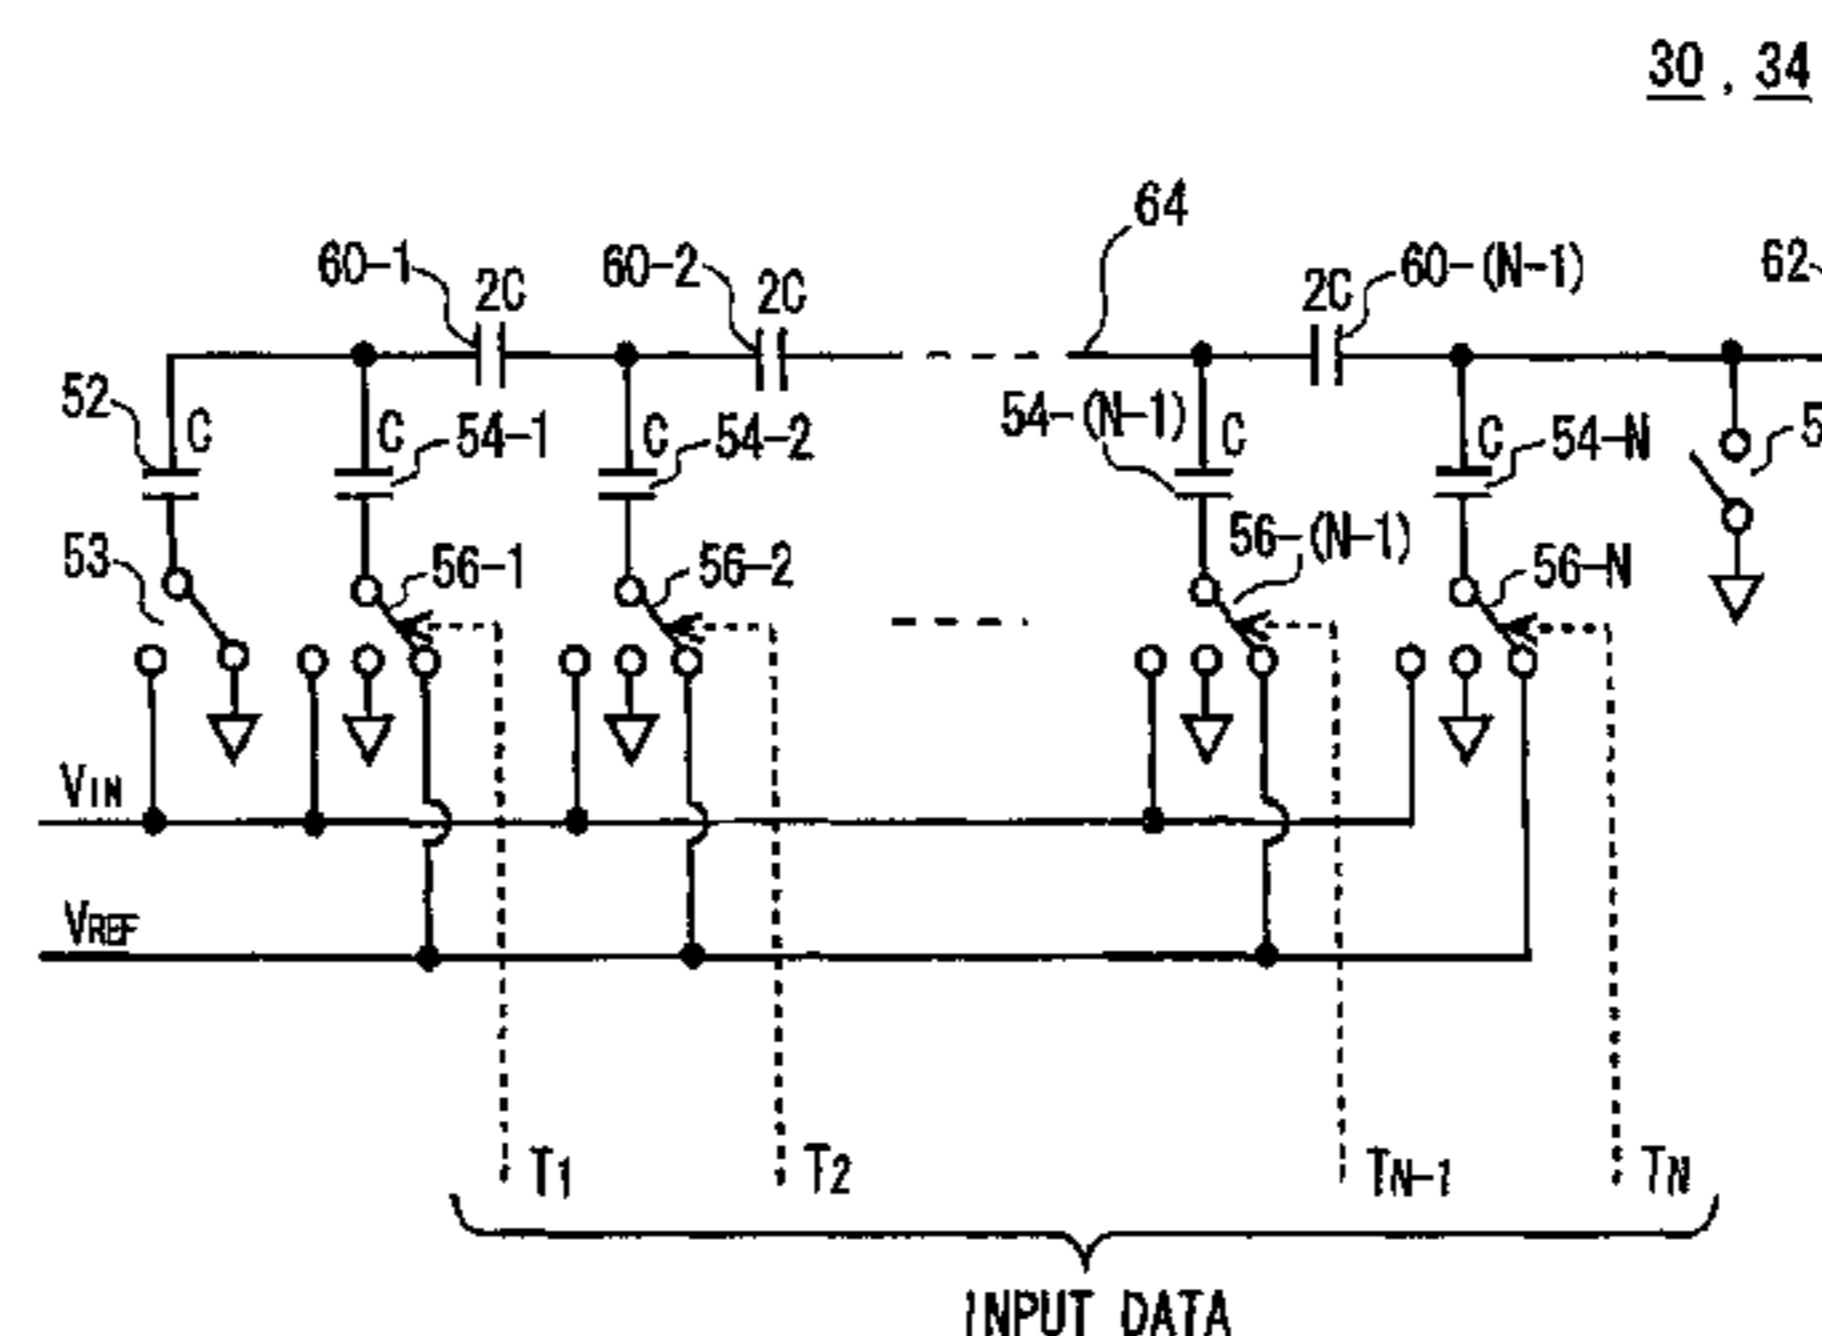 30 , 34
64
60-1 2C 60-2 2C 2C 60-(N-1) 62
52 C C 54-1 C 54-2 54-(N-1) C C 54-N 5
53 56-1 56-2 56-(N-1) 56-N
VIN
VREF
T1 T2 TN-1 TN
INPUT DATA